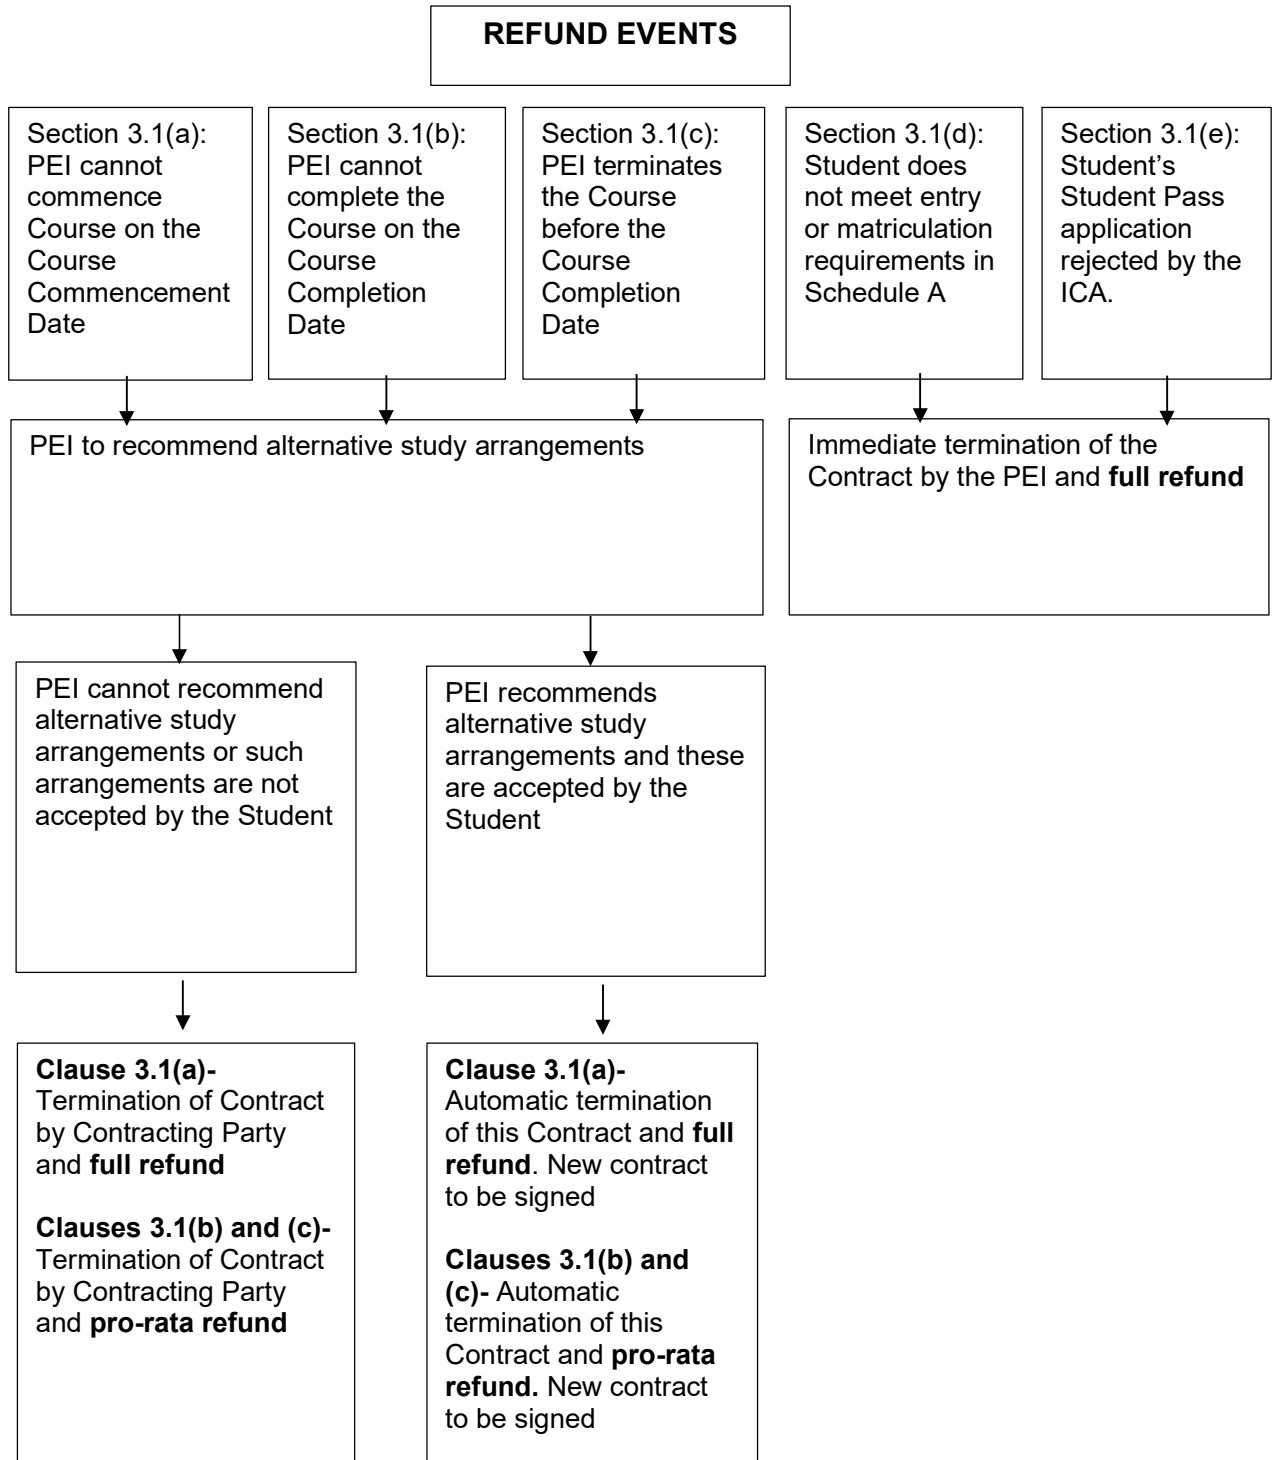 REFUND EVENTS
Section 3.1(a):
PEI cannot
commence
Course on the
Course
Commencement
Date
Section 3.1(b):
PEI cannot
complete the
Course on the
Course
Completion
Date
Section 3.1(c):
PEI terminates
the Course
before the
Course
Completion
Date
Section 3.1(d):
Student does
not meet entry
or matriculation
requirements in
Schedule A
Section 3.1(e):
Student’s
Student Pass
application
rejected by the
ICA.
PEI to recommend alternative study arrangements
Immediate termination of the
Contract by the PEI and full refund
PEI cannot recommend
alternative study
arrangements or such
arrangements are not
accepted by the Student
PEI recommends
alternative study
arrangements and these
are accepted by the
Student
Clause 3.1(a)-
Termination of Contract
by Contracting Party
and full refund
Clauses 3.1(b) and (c)-
Termination of Contract
by Contracting Party
and pro-rata refund
Clause 3.1(a)-
Automatic termination
of this Contract and full
refund. New contract
to be signed
Clauses 3.1(b) and
(c)- Automatic
termination of this
Contract and pro-rata
refund. New contract
to be signed